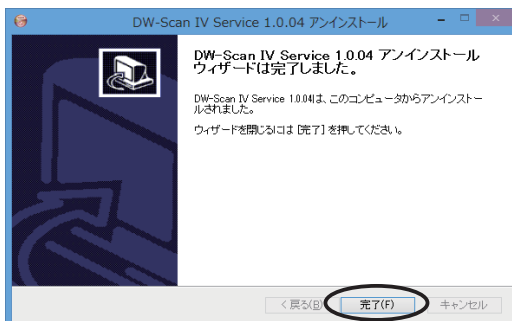 DW-Scan IV Service 1.0.04 アンインストール
DW-Scan IV Service 1.0.04 アンインストール
ウィザードは完了しました。
DW-Scan IV Service 1.0.04は、このコンピュータからアンインストー
ルされました。
ウィザードを閉じるには [完了] を押してください。
< 戻る(B)
完了(F)
キャンセル